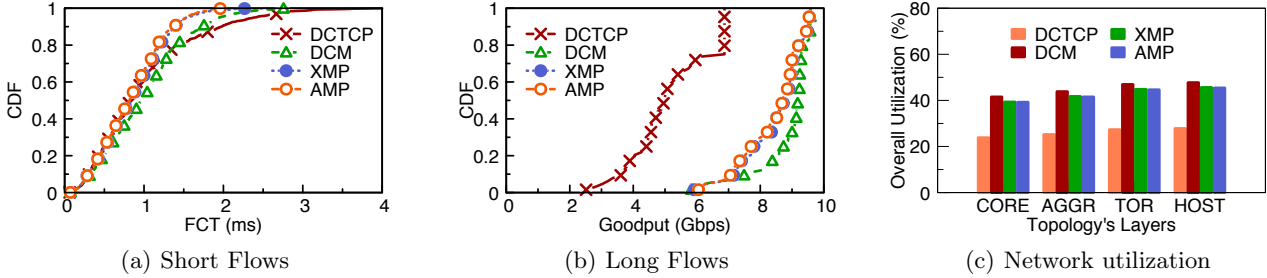 1
0.8
0.6
0.4
0.2
0
CDF
0 1 2 3 4
FCT (ms)
DCTCP
DCM
XMP
AMP
(a) Short Flows
1
0.8
0.6
0.4
0.2
0
CDF
0 2 4 6 8 10
Goodput (Gbps)
DCTCP
DCM
XMP
AMP
(b) Long Flows
80
60
40
20
0
Overall Utilization (%)
DCTCP XMP
DCM AMP
CORE AGGR TOR HOST
Topology's Layers
(c) Network utilization